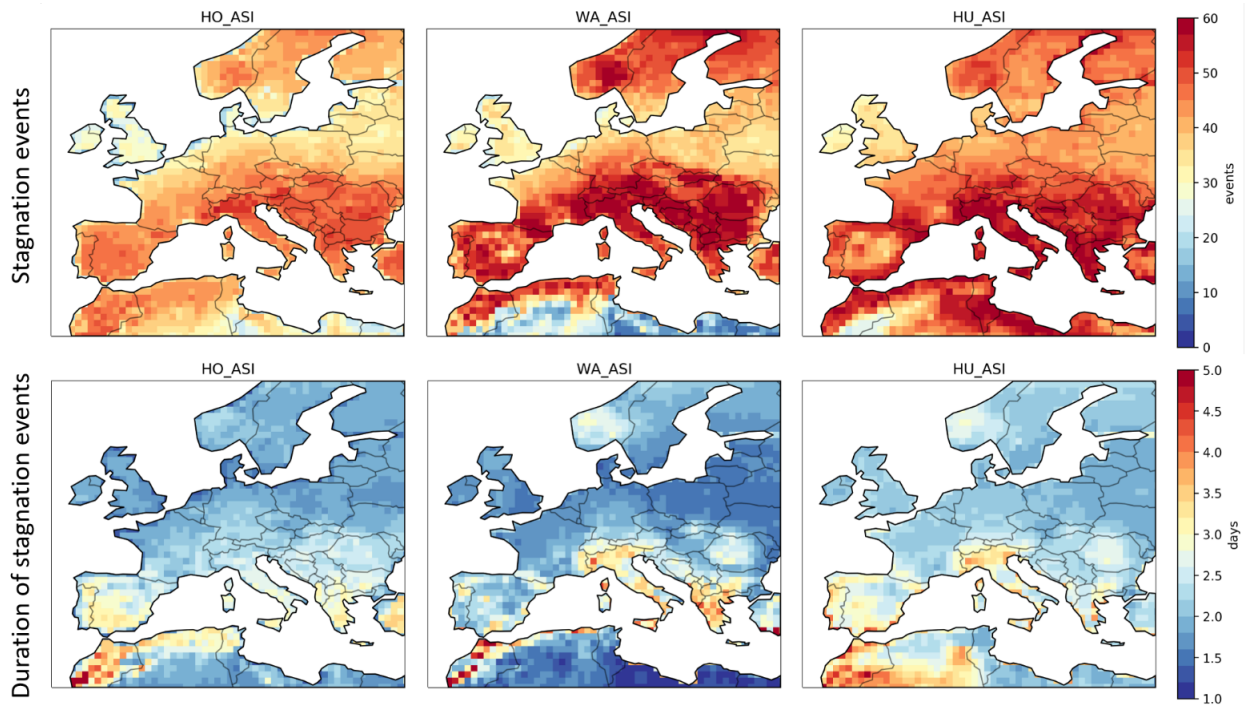 HO_ASI
WA_ASI
HU_ASI
Stagnation events
60
50
40
30
20
10
0
events
HO_ASI
WA_ASI
HU_ASI
Duration of stagnation events
5.0
4.5
4.0
3.5
3.0
2.5
2.0
1.5
1.0
days